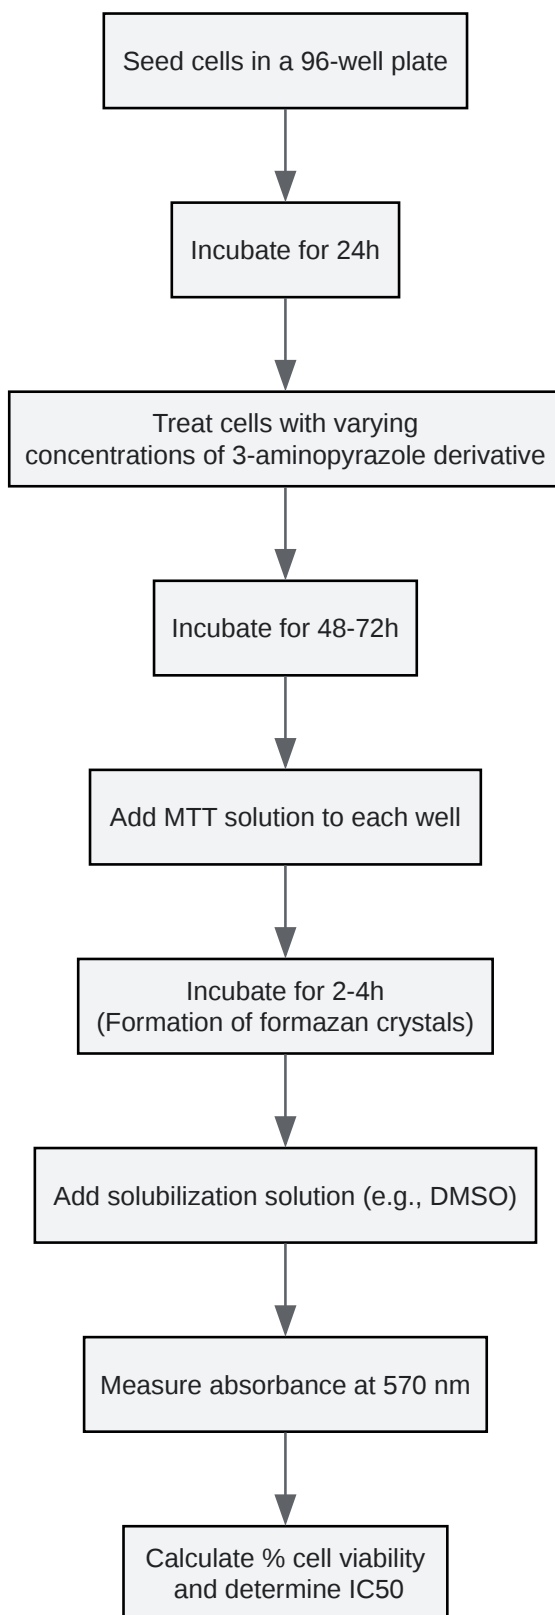 Seed cells in a 96-well plate
Incubate for 24h
Treat cells with varying
concentrations of 3-aminopyrazole derivative
Incubate for 48-72h
Add MTT solution to each well
Incubate for 2-4h
(Formation of formazan crystals)
Add solubilization solution (e.g., DMSO)
Measure absorbance at 570 nm
Calculate % cell viability
and determine IC50